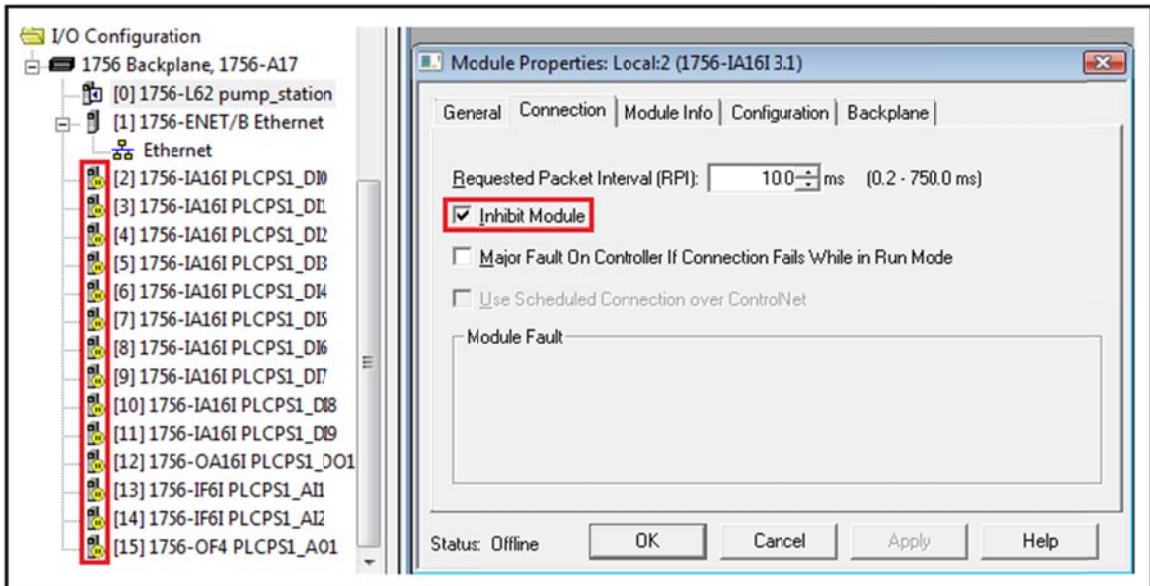 I/O Configuration
1756 Backplane, 1756-A17
[0] 1756-L62 pump_station
[1] 1756-ENET/B Ethernet
Ethernet
[2] 1756-IA16I PLCPS1_DI0
[3] 1756-IA16I PLCPS1_DI1
[4] 1756-IA16I PLCPS1_DI2
[5] 1756-IA16I PLCPS1_DI3
[6] 1756-IA16I PLCPS1_DI4
[7] 1756-IA16I PLCPS1_DI5
[8] 1756-IA16I PLCPS1_DI6
[9] 1756-IA16I PLCPS1_DI7
[10] 1756-IA16I PLCPS1_DI8
[11] 1756-IA16I PLCPS1_DI9
[12] 1756-OA16I PLCPS1_DO1
[13] 1756-IF6I PLCPS1_AI1
[14] 1756-IF6I PLCPS1_AI2
[15] 1756-OF4 PLCPS1_AO1
Module Properties: Local:2 (1756-IA16I 3.1)
General Connection Module Info Configuration Backplane
Requested Packet Interval (RPI): 10.0 ms (0.2 - 750.0 ms)
Inhibit Module
Major Fault On Controller If Connection Fails While in Run Mode
Use Scheduled Connection over ControlNet
Module Fault
Status: Offline OK Cancel Apply Help